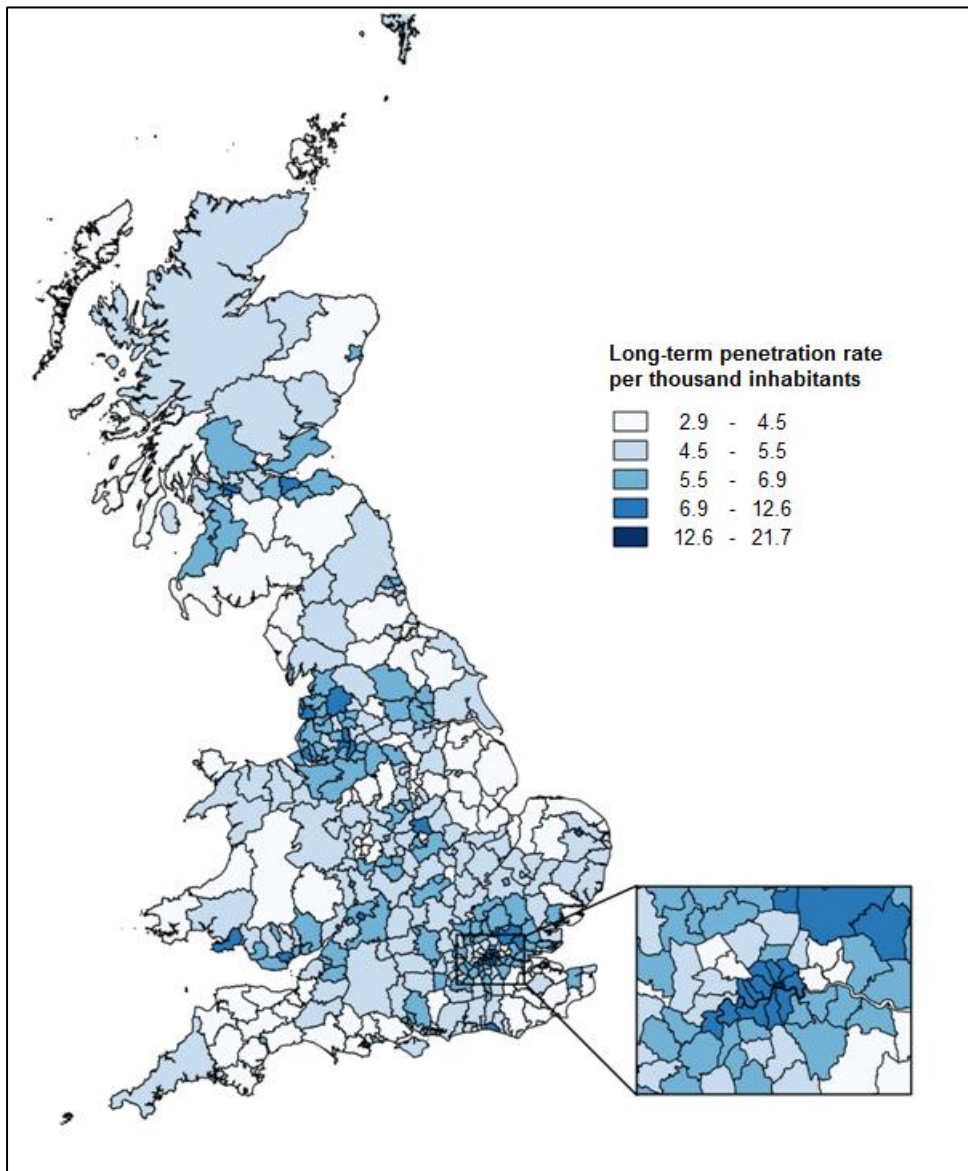 Long-term penetration rate
per thousand inhabitants
2.9 - 4.5
4.5 - 5.5
5.5 - 6.9
6.9 - 12.6
12.6 - 21.7